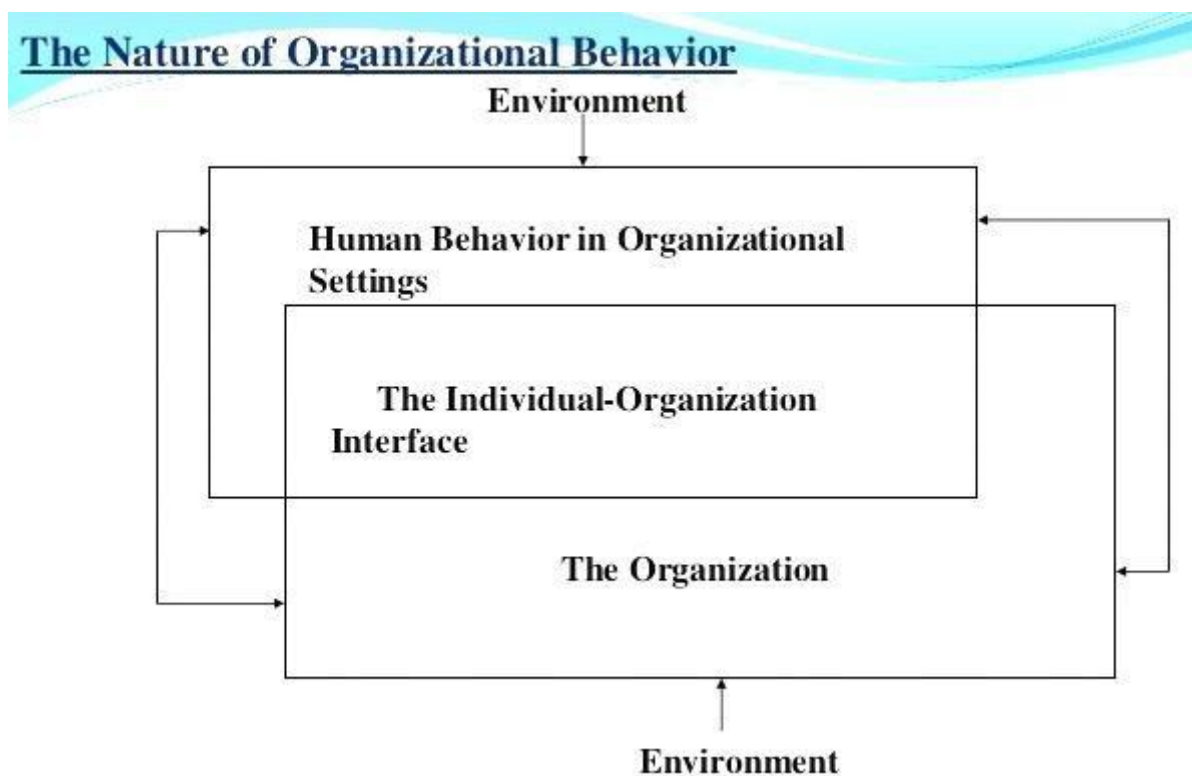 The Nature of Organizational Behavior
Environment
Human Behavior in Organizational
Settings
The Individual-Organization
Interface
The Organization
Environment